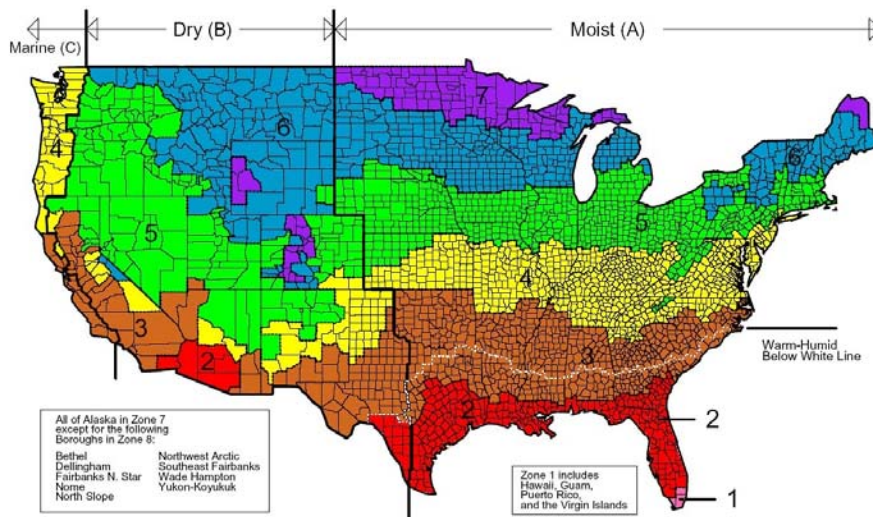 Marine (C)
Dry (B)
Moist (A)
7
6
6
4
5
5
4
3
3
2
2
2
1
Warm-Humid
Below White Line
All of Alaska in Zone 7
except for the following
Boroughs in Zone 8:
Bethel
Dellingham
Fairbanks N. Star
Nome
North Slope
Northwest Arctic
Southeast Fairbanks
Wade Hampton
Yukon-Koyukuk
Zone 1 includes
Hawaii, Guam,
Puerto Rico,
and the Virgin Islands